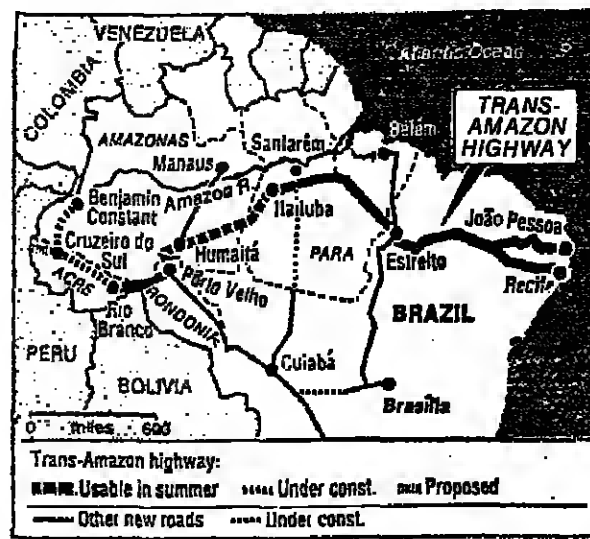 VENEZUELA
COLOMBIA
Atlantic Ocean
TRANS-
AMAZON
HIGHWAY
AMAZONAS
Santarém
Belém
Manaus
Amazon R.
Benjamin
Constant
Itaituba
João Pessoa
Cruzeiro do
Sul
Humaitá
PARA
Estreito
Recife
ACRE
Porto Velho
Rio
Branco
RONDONIA
BRAZIL
PERU
Cuiabá
BOLIVIA
Brasília
0 miles 600
Trans-Amazon highway:
Usable in summer Under const. Proposed
Other new roads Under const.